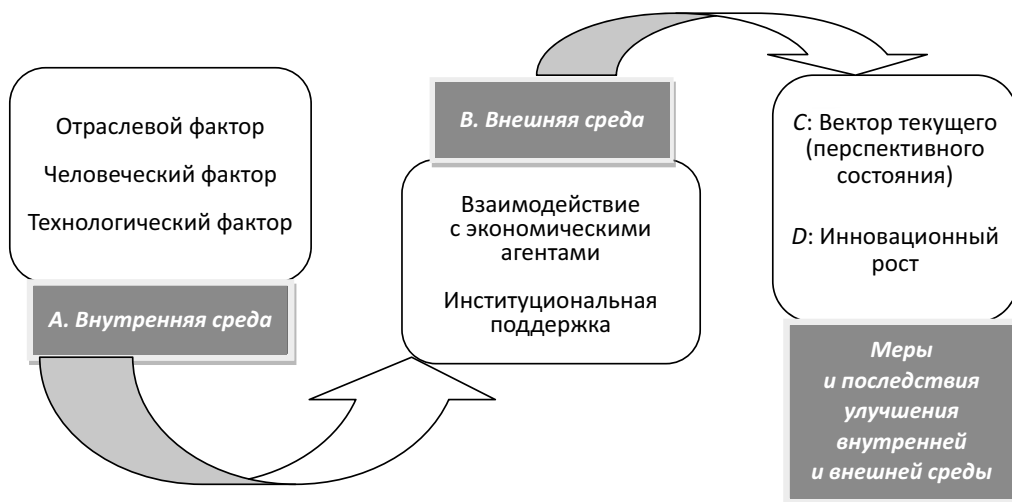 Отраслевой фактор
Человеческий фактор
Технологический фактор
A. Внутренняя среда
B. Внешняя среда
Взаимодействие
с экономическими
агентами
Институциональная
поддержка
C: Вектор текущего
(перспективного
состояния)
D: Инновационный
рост
Меры
и последствия
улучшения
внутренней
и внешней среды